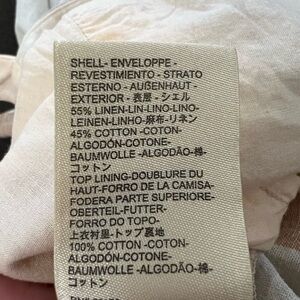 SHELL- ENVELOPPE -
REVESTIMIENTO - STRATO
ESTERNO - AUßENHAUT -
EXTERIOR - 表层 - シェル
55% LINEN-LIN-LINO-LINO-
LEINEN-LINHO-麻布-リネン
45% COTTON -COTON-
ALGODÓN-COTONE-
BAUMWOLLE -ALGODÃO-棉-
コットン
TOP LINING-DOUBLURE DU
HAUT-FORRO DE LA CAMISA-
FODERA PARTE SUPERIORE-
OBERTEIL-FUTTER-
FORRO DO TOPO-
上衣衬里-トップ裏地
100% COTTON -COTON-
ALGODÓN-COTONE-
BAUMWOLLE -ALGODÃO-棉-
コットン